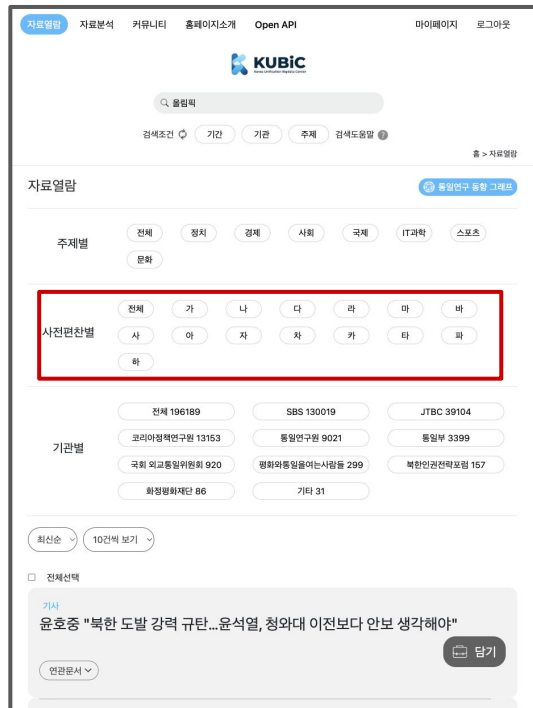 자료열람 자료분석 커뮤니티 홈페이지소개 Open API 마이페이지 로그아웃
KUBiC
Korea Unification Bigdata Center
올림픽
검색조건 기간 기관 주제 검색도움말 ?
홈 > 자료열람
자료열람 통일연구 동향 그래프
주제별 전체 정치 경제 사회 국제 IT과학 스포츠
문화
사전편찬별 전체 가 나 다 라 마 바
사 아 자 차 카 타 파
하
기관별 전체 196189 SBS 130019 JTBC 39104
코리아정책연구원 13153 통일연구원 9021 통일부 3399
국회 외교통일위원회 920 평화와통일을여는사람들 299 북한인권전략포럼 157
화정평화재단 86 기타 31
최신순 10건씩 보기
전체선택
기사
윤호중 "북한 도발 강력 규탄...윤석열, 청와대 이전보다 안보 생각해야"
담기
연관문서